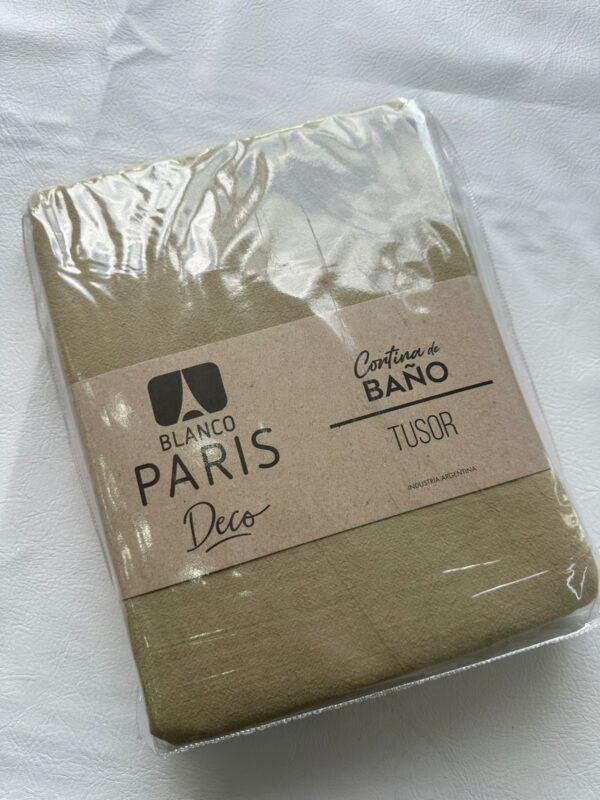 BLANCO
PARIS
Deco
Cortina de
BAÑO
TUSOR
INDUSTRIA ARGENTINA